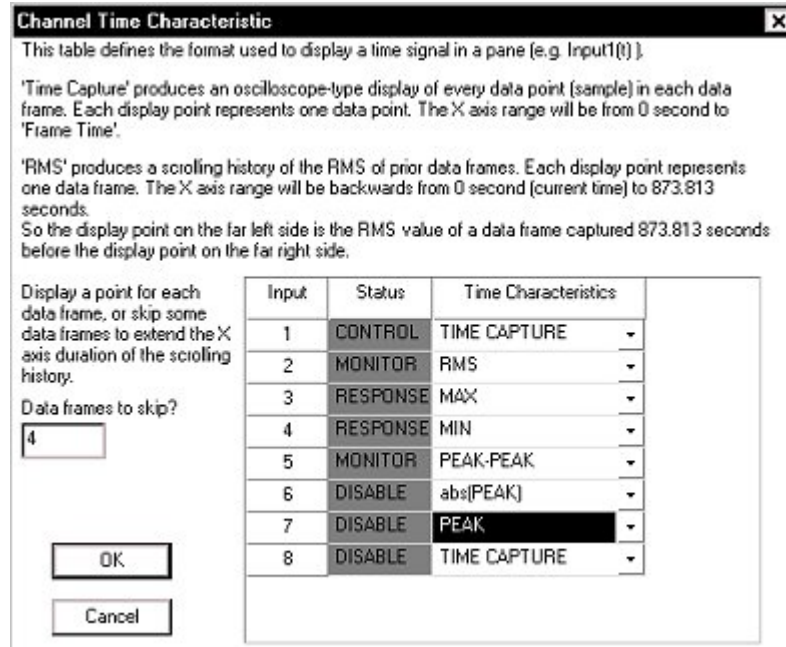 Channel Time Characteristic
This table defines the format used to display a time signal in a pane (e.g. Input1(t) ).
'Time Capture' produces an oscilloscope-type display of every data point (sample) in each data
frame. Each display point represents one data point. The X axis range will be from 0 second to
'Frame Time'.
'RMS' produces a scrolling history of the RMS of prior data frames. Each display point represents
one data frame. The X axis range will be backwards from 0 second (current time) to 873.813
seconds.
So the display point on the far left side is the RMS value of a data frame captured 873.813 seconds
before the display point on the far right side.
Display a point for each
data frame, or skip some
data frames to extend the X
axis duration of the scrolling
history.
Data frames to skip?
4
OK
Cancel
Input Status Time Characteristics
1 CONTROL TIME CAPTURE
2 MONITOR RMS
3 RESPONSE MAX
4 RESPONSE MIN
5 MONITOR PEAK-PEAK
6 DISABLE abs(PEAK)
7 DISABLE PEAK
8 DISABLE TIME CAPTURE